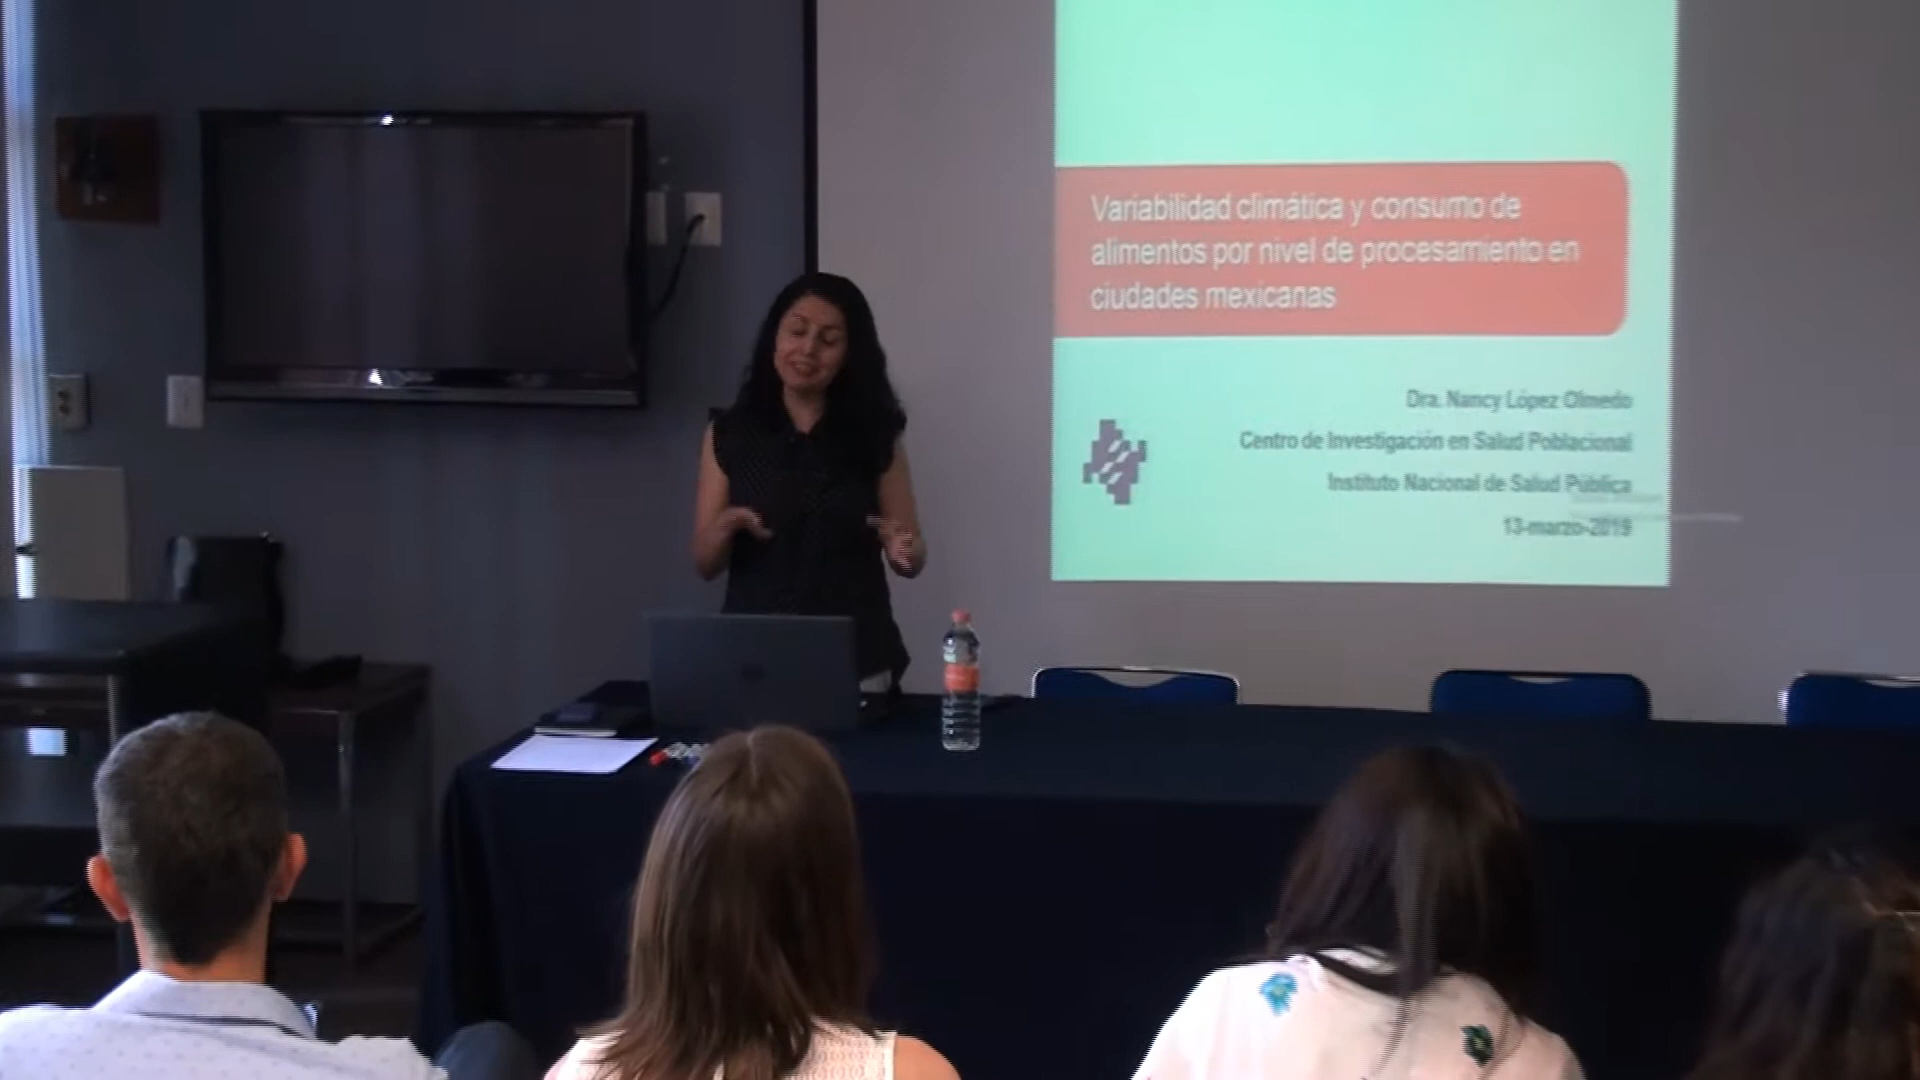 Variabilidad climática y consumo de
alimentos por nivel de procesamiento en
ciudades mexicanas
Dra. Nancy López Olmedo
Centro de Investigación en Salud Poblacional
Instituto Nacional de Salud Pública
13-marzo-2019